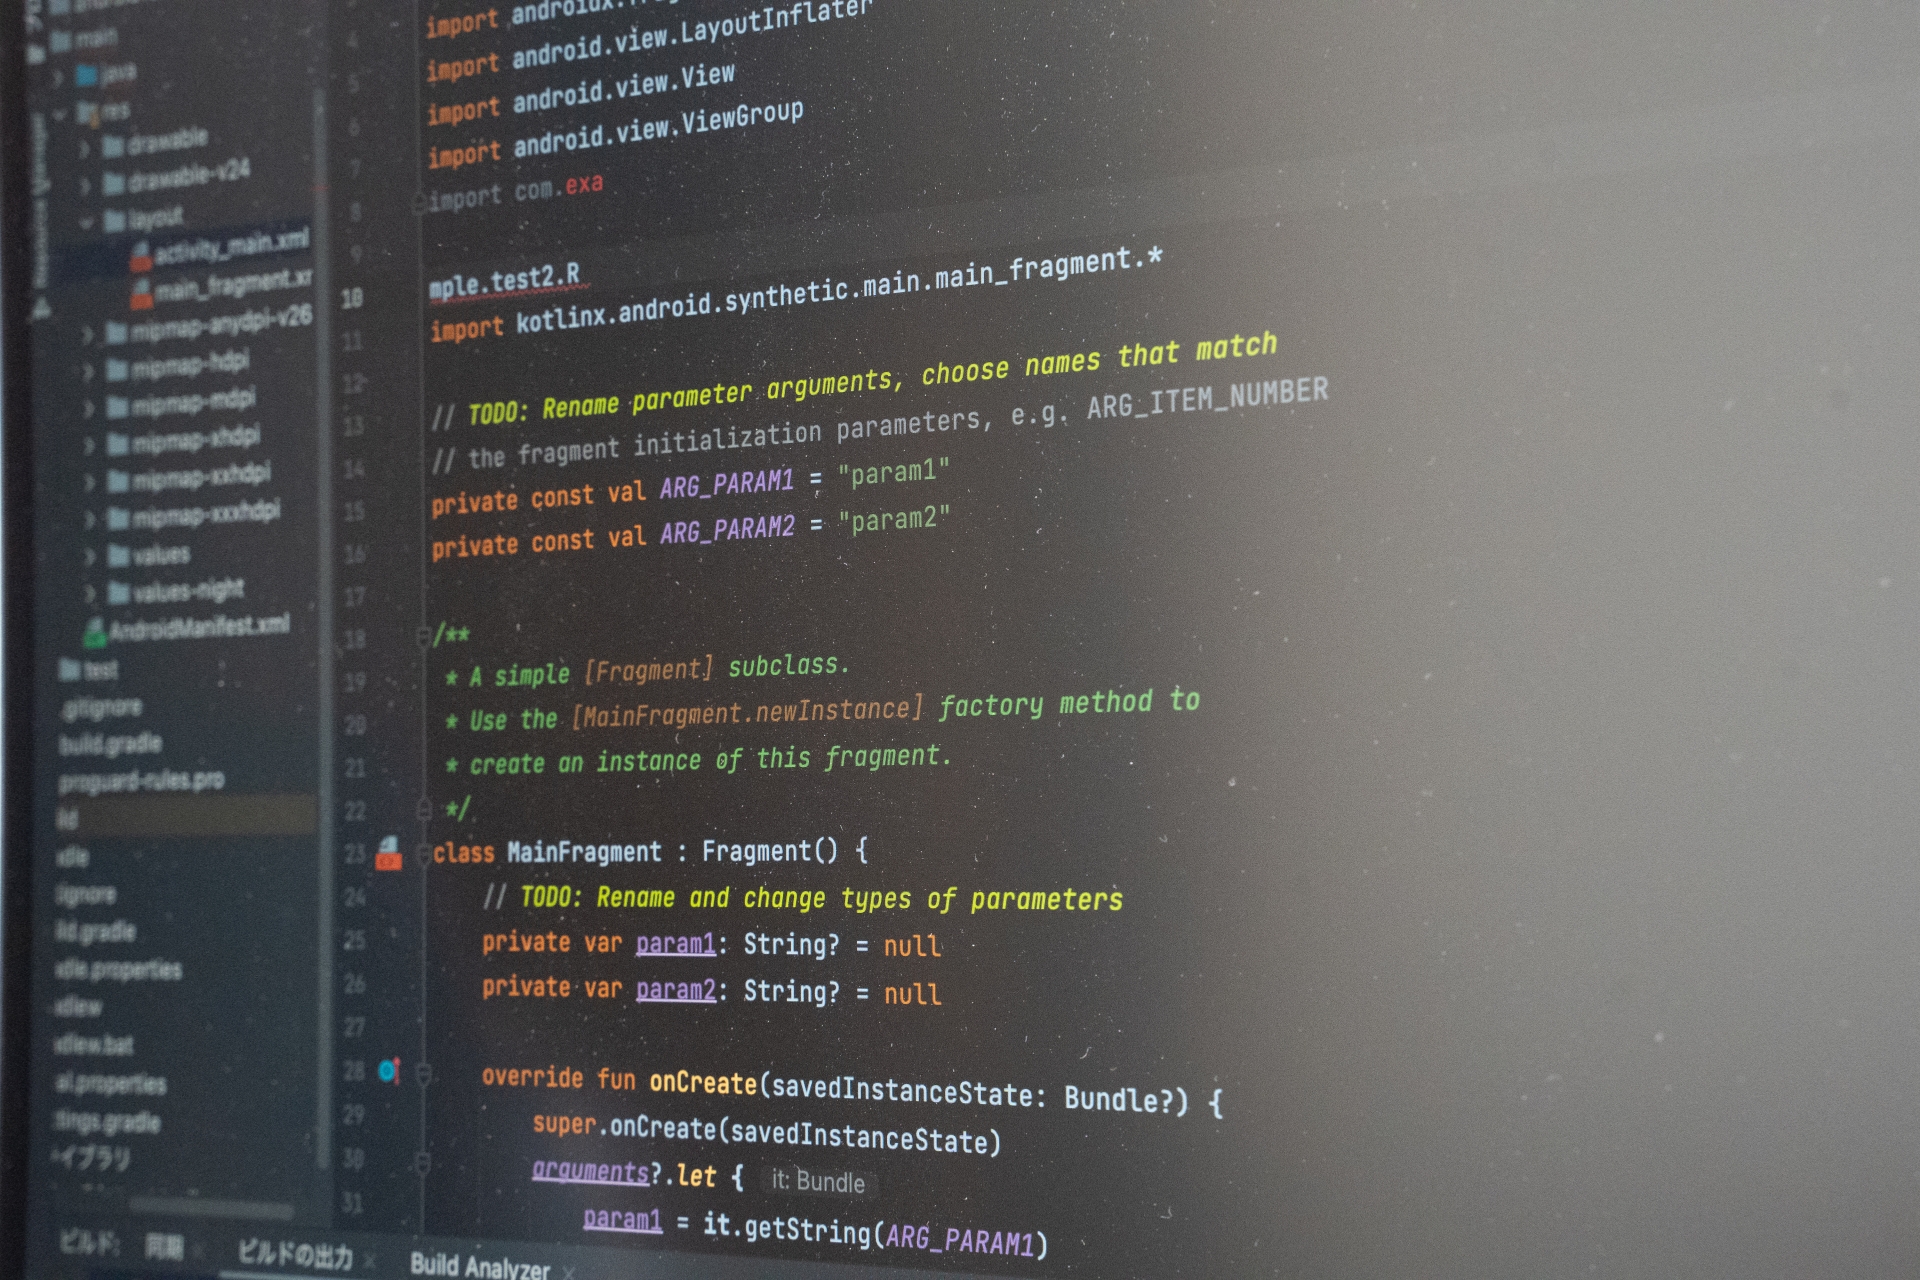 main
java
res
drawable
drawable-v24
layout
activity_main.xml
main_fragment.x
mipmap-anydpi-v26
mipmap-hdpi
mipmap-mdpi
mipmap-xhdpi
mipmap-xxhdpi
mipmap-xxxhdpi
values
values-night
AndroidManifest.xml
test
.gitignore
build.gradle
proguard-rules.pro
ild
dle
ignore
ild.gradle
dle.properties
dlew
dlew.bat
al.properties
tings.gradle
イブラリ
4
5
6
7
8
9
10
11
12
13
14
15
16
17
18
19
20
21
22
23
24
25
26
27
28
29
30
31
import androidx.
import android.view.LayoutInflater
import android.view.View
import android.view.ViewGroup
import com.exa
mple.test2.R
import kotlinx.android.synthetic.main.main_fragment.*
// TODO: Rename parameter arguments, choose names that match
// the fragment initialization parameters, e.g. ARG_ITEM_NUMBER
private const val ARG_PARAM1 = "param1"
private const val ARG_PARAM2 = "param2"
/**
* A simple [Fragment] subclass.
* Use the [MainFragment.newInstance] factory method to
* create an instance of this fragment.
*/
class MainFragment : Fragment() {
// TODO: Rename and change types of parameters
private var param1: String? = null
private var param2: String? = null
override fun onCreate(savedInstanceState: Bundle?) {
super.onCreate(savedInstanceState)
arguments?.let { it: Bundle
param1 = it.getString(ARG_PARAM1)
ビルド: 同期 × ビルドの出力 × Build Analyzer ×